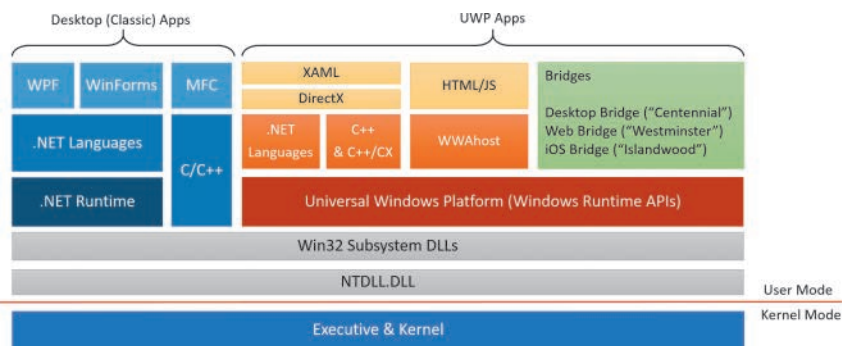 Desktop (Classic) Apps
UWP Apps
WPF
WinForms
MFC
XAML
DirectX
HTML/JS
Bridges
Desktop Bridge (“Centennial”)
Web Bridge (“Westminster”)
iOS Bridge (“Islandwood”)
.NET Languages
C/C++
.NET
Languages
C++
& C++/CX
WWAhost
.NET Runtime
Universal Windows Platform (Windows Runtime APIs)
Win32 Subsystem DLLs
NTDLL.DLL
User Mode
Kernel Mode
Executive & Kernel